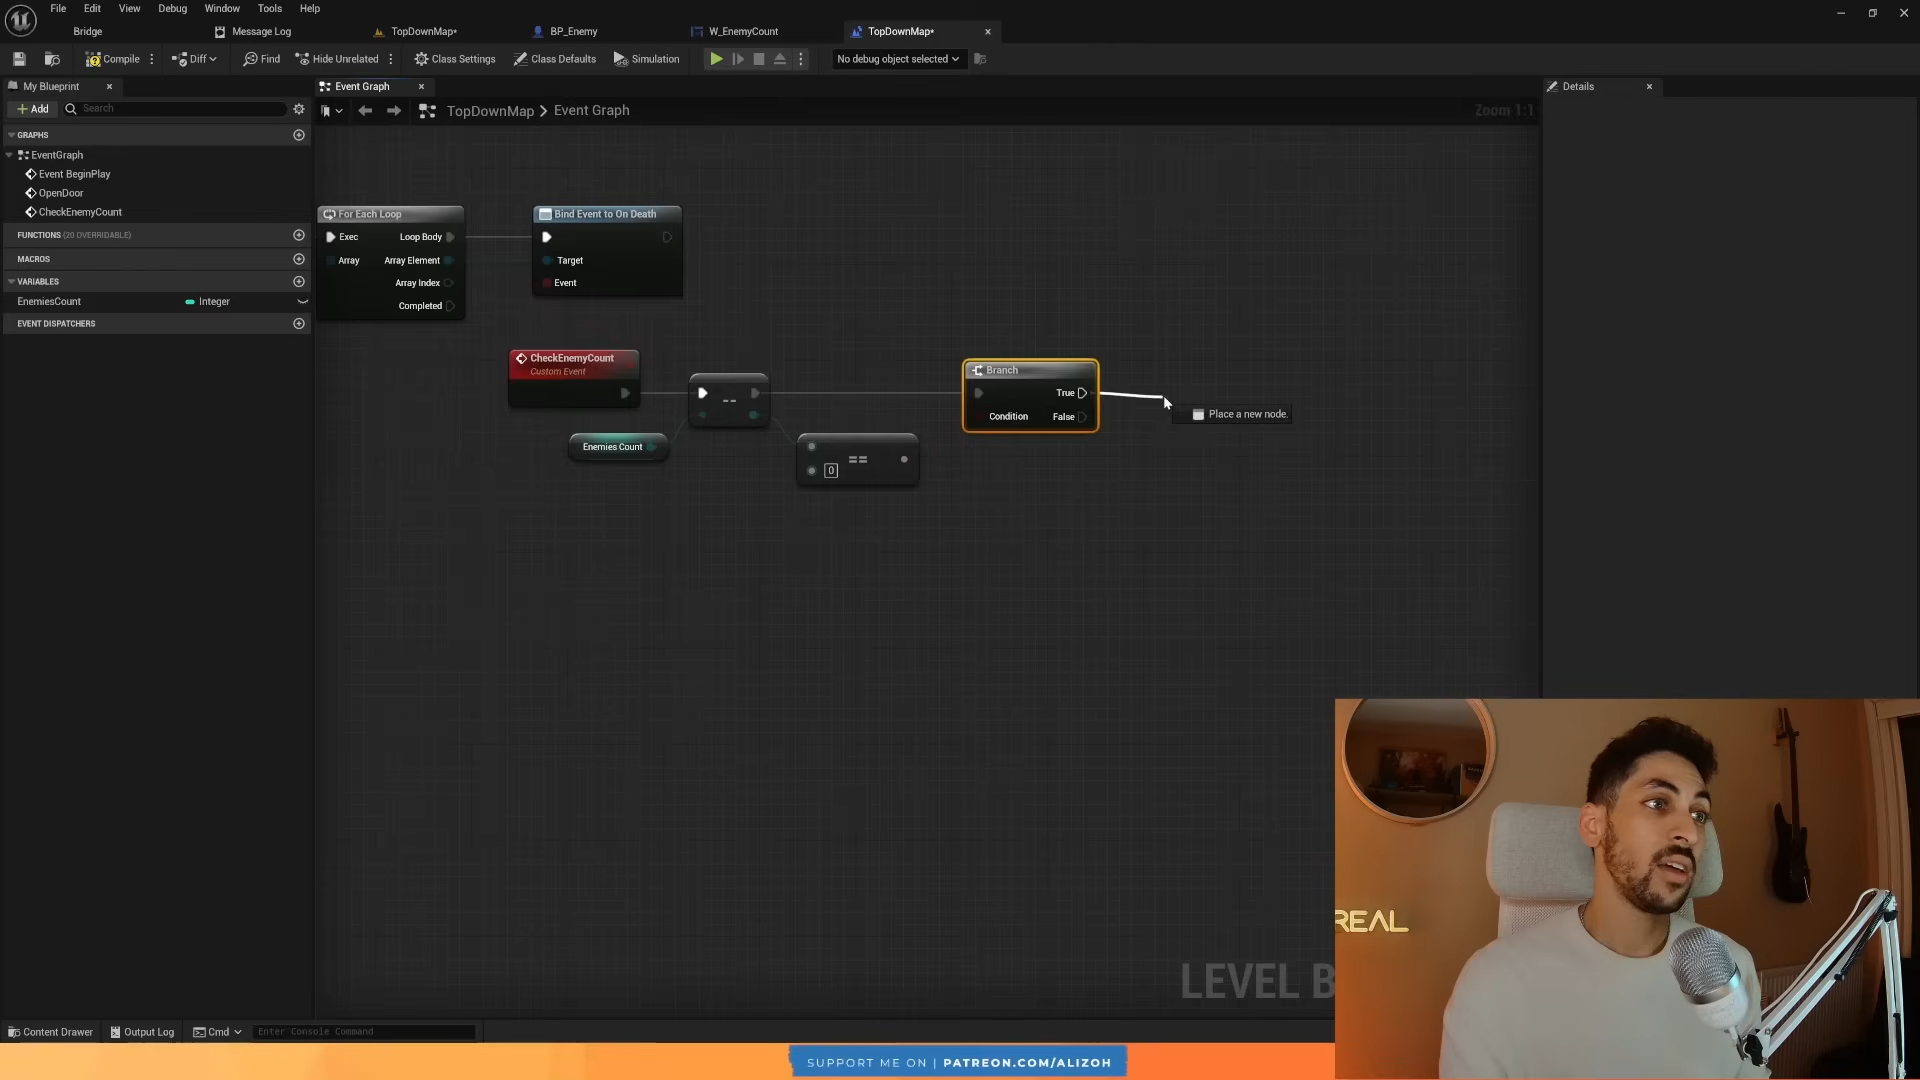 File Edit View Window Debug Tools Help
Bridge Message Log TopDownMap* BP_Enemy W_EnemyCount TopDownMap*
Compile Diff Find Hide Unrelated Class Settings Class Defaults Simulation No debug object selected
My Blueprint Event Graph Details
Add Search TopDownMap > Event Graph Zoom 1:1
GRAPHS
EventGraph
Event BeginPlay
OpenDoor
CheckEnemyCount
FUNCTIONS (20 OVERRIDABLE)
MACROS
VARIABLES
EnemiesCount Integer
EVENT DISPATCHERS
For Each Loop
Exec Loop Body
Array Array Element
Array Index
Completed
Bind Event to On Death
Target
Event
CheckEnemyCount
Custom Event
--
Enemies Count
==
0
Branch
True
Condition False
Place a new node.
LEVEL B
REAL
Content Drawer Output Log Cmd Enter Console Command
SUPPORT ME ON | PATREON.COM/ALIZOH